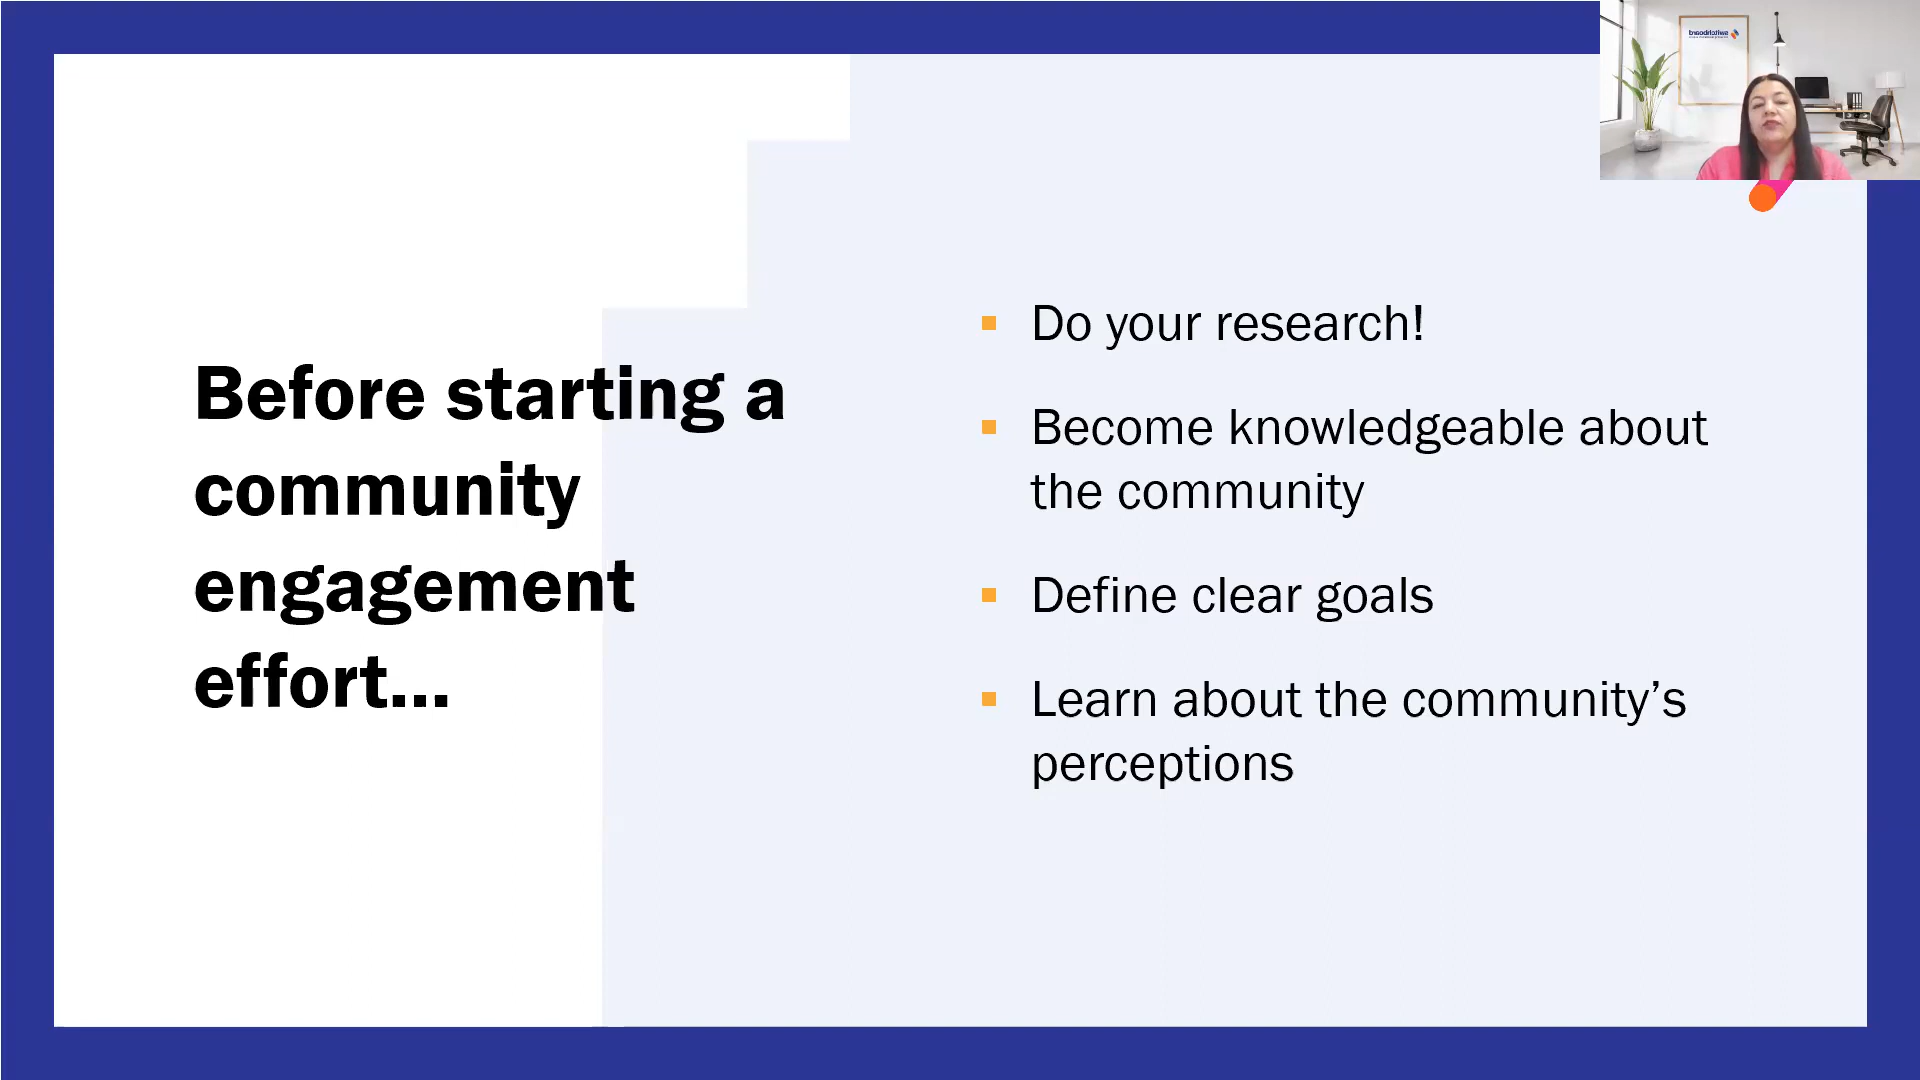 Before starting a
community
engagement
effort...
Do your research!
Become knowledgeable about
the community
Define clear goals
Learn about the community’s
perceptions